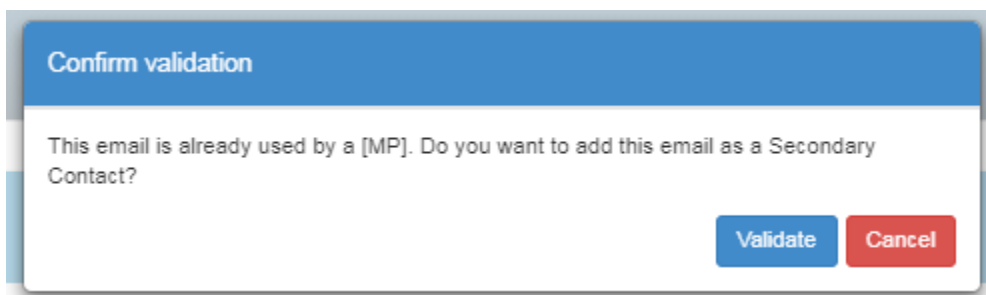 Confirm validation
This email is already used by a [MP]. Do you want to add this email as a Secondary
Contact?
Validate
Cancel